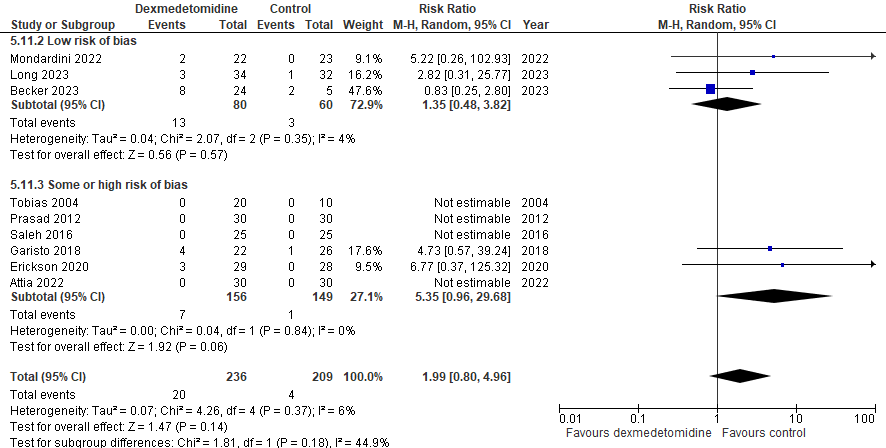 Dexmedetomidine Control Risk Ratio Risk Ratio
Study or Subgroup Events Total Events Total Weight M-H, Random, 95% CI Year M-H, Random, 95% CI
5.11.2 Low risk of bias
Mondardini 2022 2 22 0 23 9.1% 5.22 [0.26, 102.93] 2022
Long 2023 3 34 1 32 16.2% 2.82 [0.31, 25.77] 2023
Becker 2023 8 24 2 5 47.6% 0.83 [0.25, 2.80] 2023
Subtotal (95% CI) 80 60 72.9% 1.35 [0.48, 3.82]
Total events 13 3
Heterogeneity: Tau² = 0.04; Chi² = 2.07, df = 2 (P = 0.35); I² = 4%
Test for overall effect: Z = 0.56 (P = 0.57)
5.11.3 Some or high risk of bias
Tobias 2004 0 20 0 10 Not estimable 2004
Prasad 2012 0 30 0 30 Not estimable 2012
Saleh 2016 0 25 0 25 Not estimable 2016
Garisto 2018 4 22 1 26 17.6% 4.73 [0.57, 39.24] 2018
Erickson 2020 3 29 0 28 9.5% 6.77 [0.37, 125.32] 2020
Attia 2022 0 30 0 30 Not estimable 2022
Subtotal (95% CI) 156 149 27.1% 5.35 [0.96, 29.68]
Total events 7 1
Heterogeneity: Tau² = 0.00; Chi² = 0.04, df = 1 (P = 0.84); I² = 0%
Test for overall effect: Z = 1.92 (P = 0.06)
Total (95% CI) 236 209 100.0% 1.99 [0.80, 4.96]
Total events 20 4
Heterogeneity: Tau² = 0.07; Chi² = 4.26, df = 4 (P = 0.37); I² = 6%
Test for overall effect: Z = 1.47 (P = 0.14)
Test for subgroup differences: Chi² = 1.81, df = 1 (P = 0.18), I² = 44.9%
0.01 0.1 1 10 100
Favours dexmedetomidine Favours control